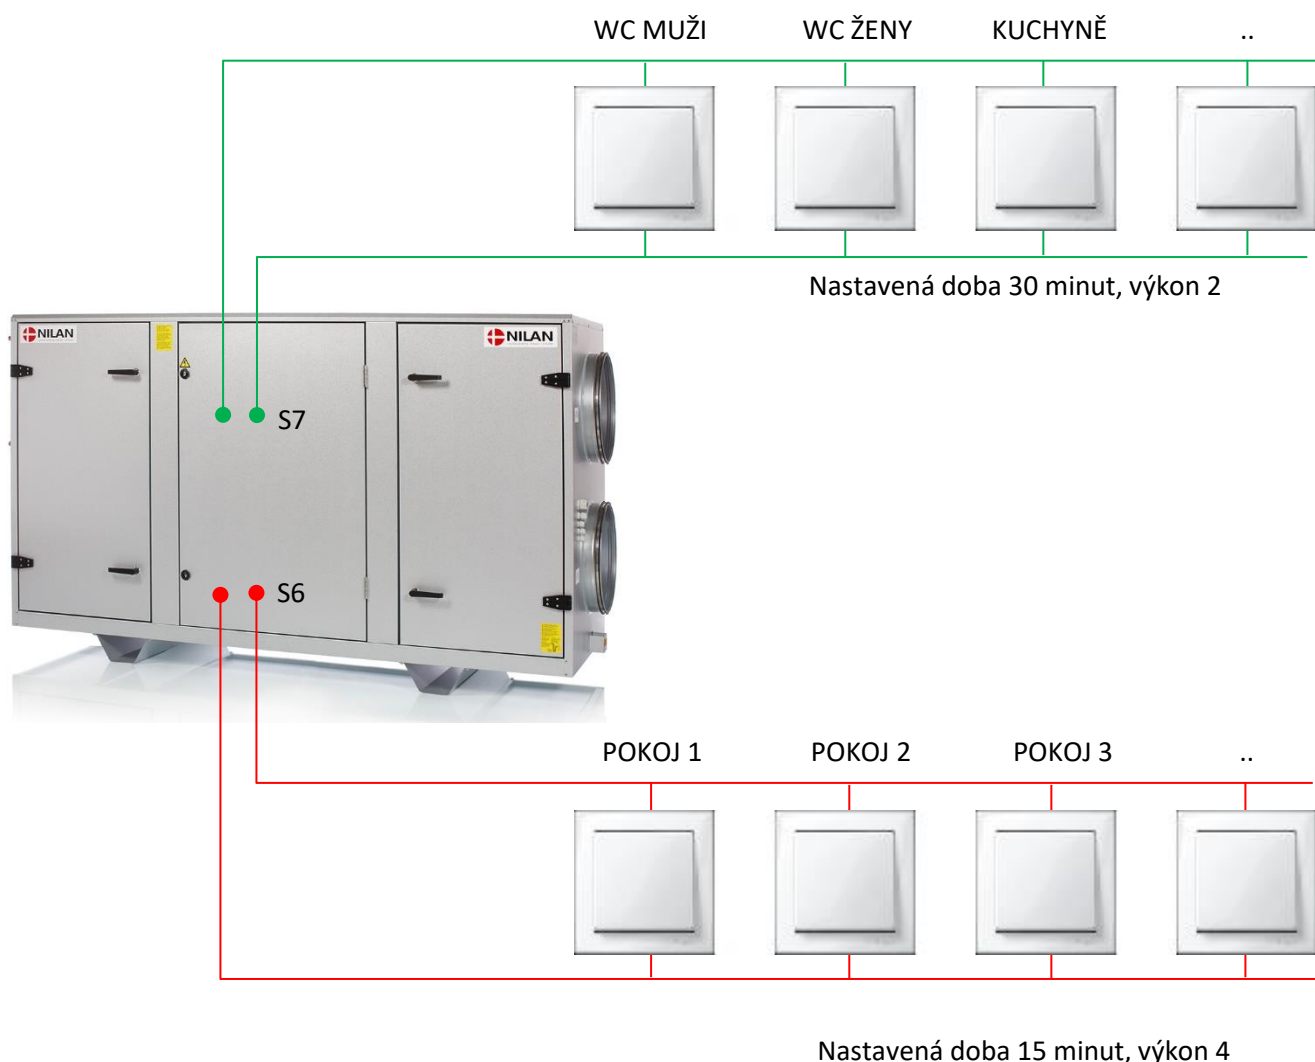 WC MUŽI
WC ŽENY
KUCHYNĚ
..
Nastavená doba 30 minut, výkon 2
NILAN
NILAN
S7
S6
POKOJ 1
POKOJ 2
POKOJ 3
..
Nastavená doba 15 minut, výkon 4